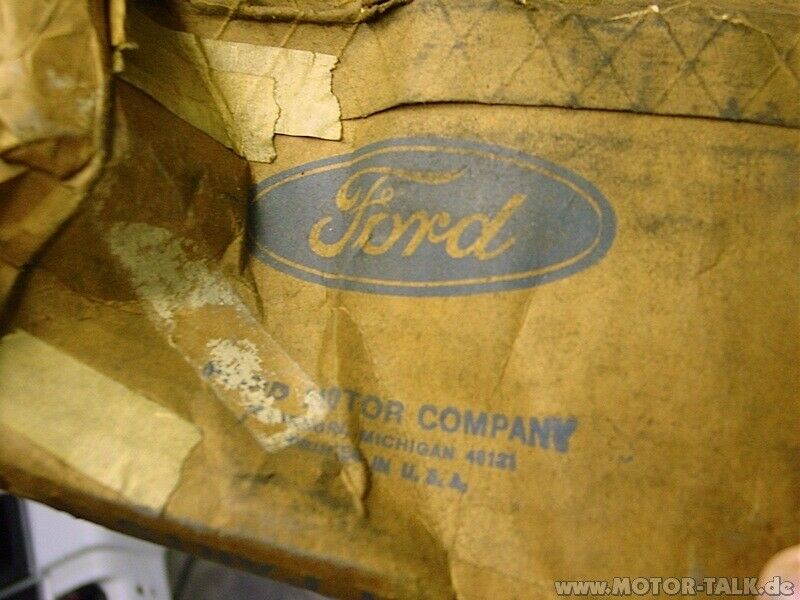 Ford
MOTOR COMPANY
MICHIGAN 48121
IN U.S.A.
www.MOTOR-TALK.de